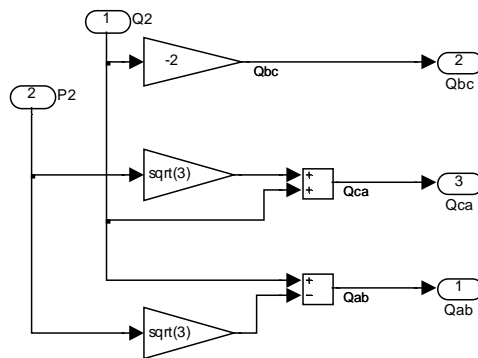 1
Q2
-2
Qbc
2
Qbc
2
P2
sqrt(3)
+
+
Qca
3
Qca
+
−
Qab
1
Qab
sqrt(3)